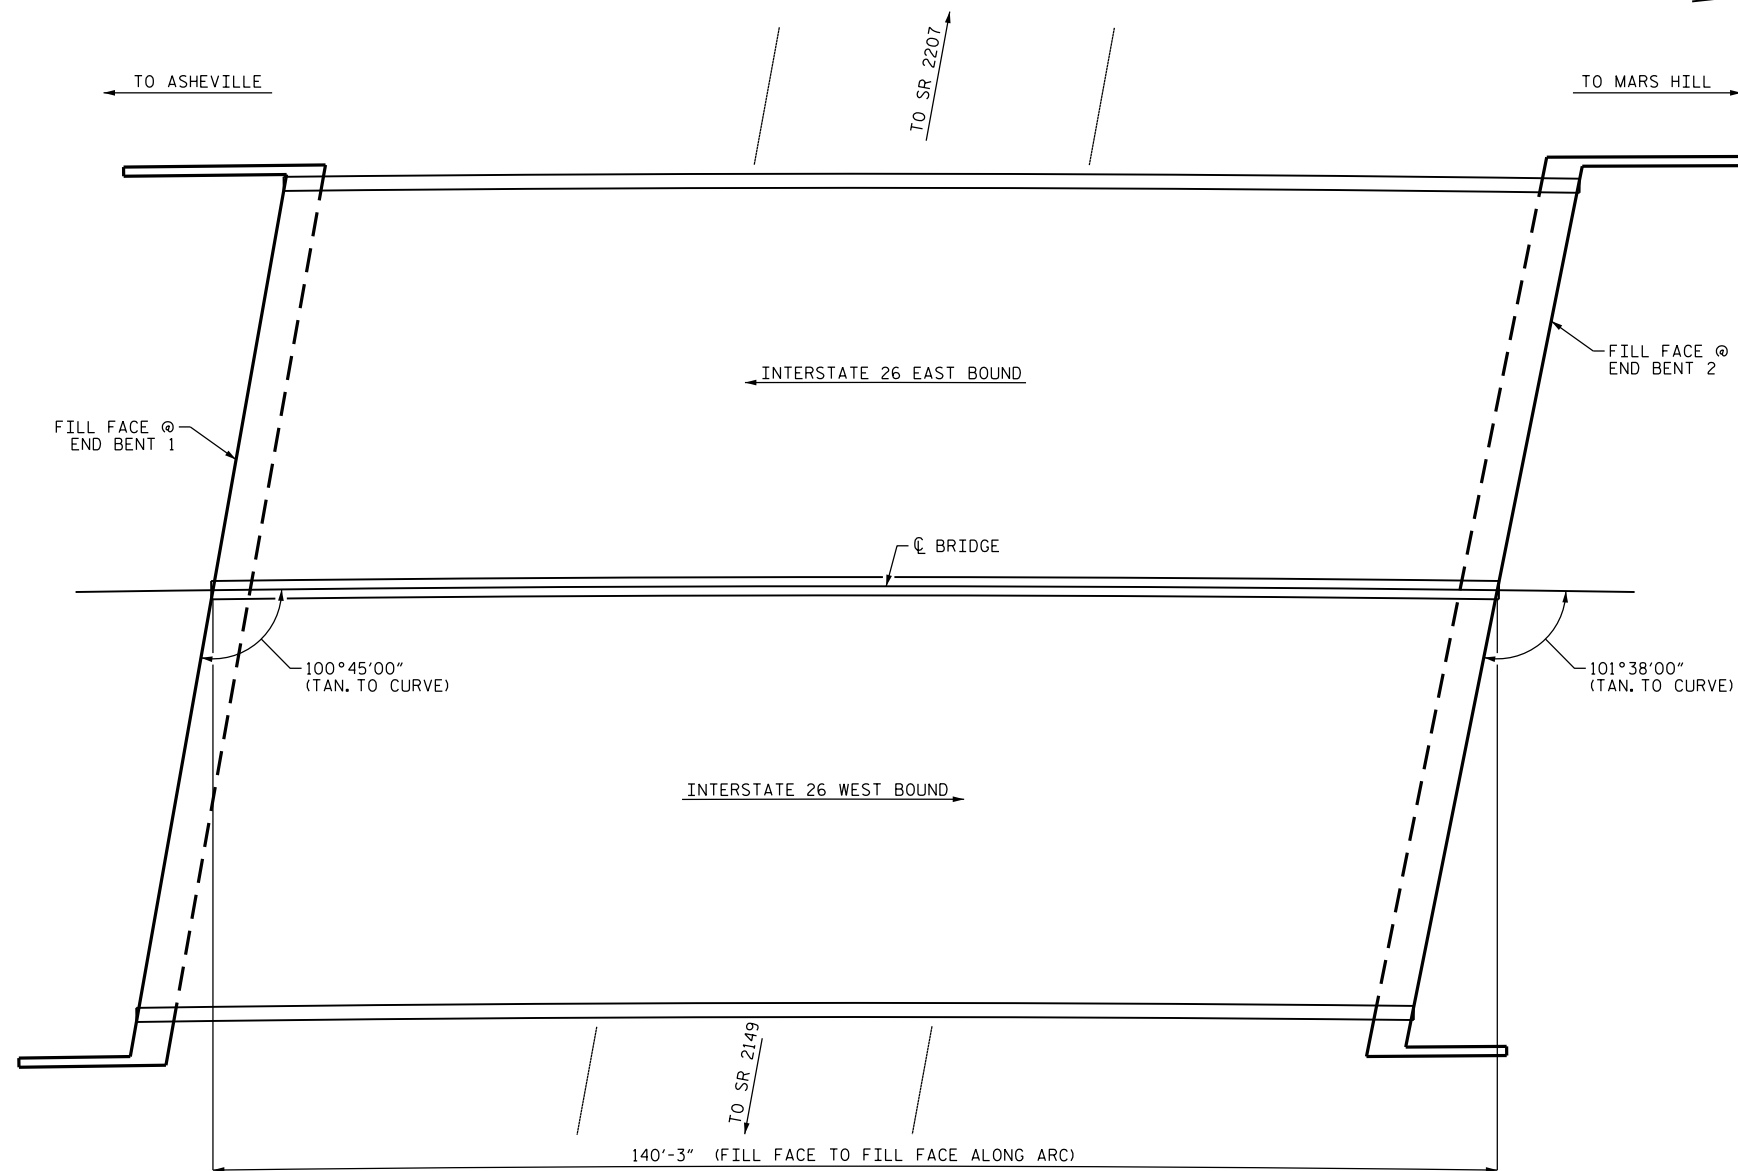 TO SR 2207
TO ASHEVILLE
TO MARS HILL
FILL FACE @
END BENT 2
INTERSTATE 26 EAST BOUND
FILL FACE @
END BENT 1
℄ BRIDGE
100°45'00"
(TAN. TO CURVE)
101°38'00"
(TAN. TO CURVE)
INTERSTATE 26 WEST BOUND
TO SR 2149
140'-3" (FILL FACE TO FILL FACE ALONG ARC)